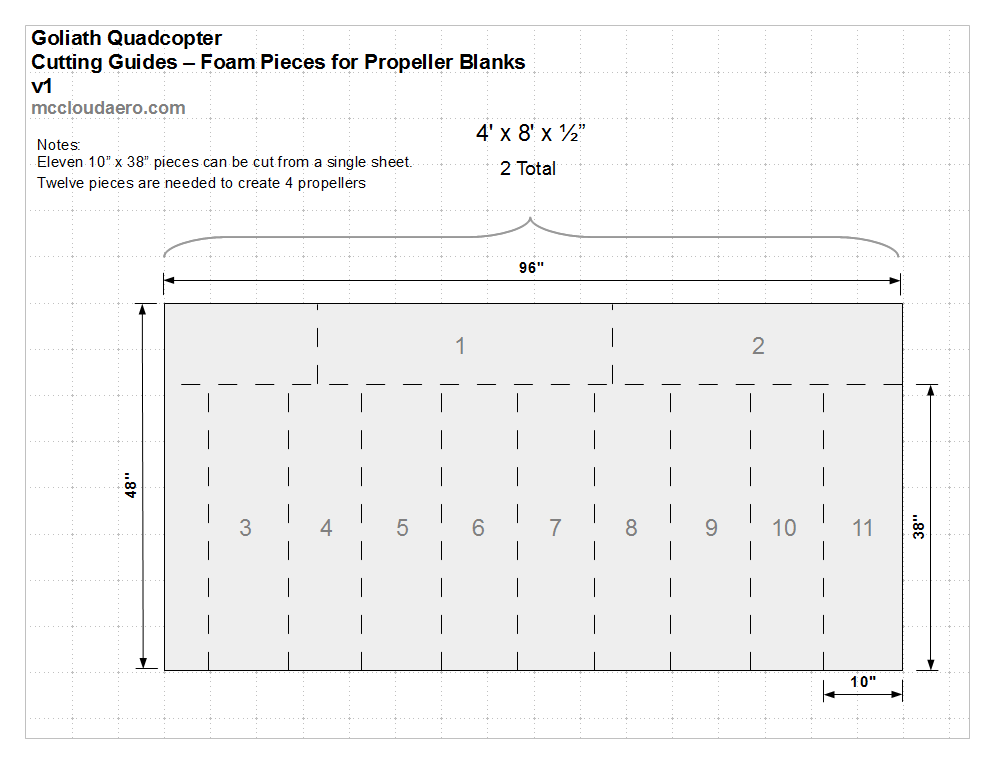 Goliath Quadcopter
Cutting Guides – Foam Pieces for Propeller Blanks
v1
mccloudaero.com
Notes:
Eleven 10” x 38” pieces can be cut from a single sheet.
Twelve pieces are needed to create 4 propellers
4' x 8' x ½”
2 Total
96"
1
2
48"
3
4
5
6
7
8
9
10
11
38"
10"